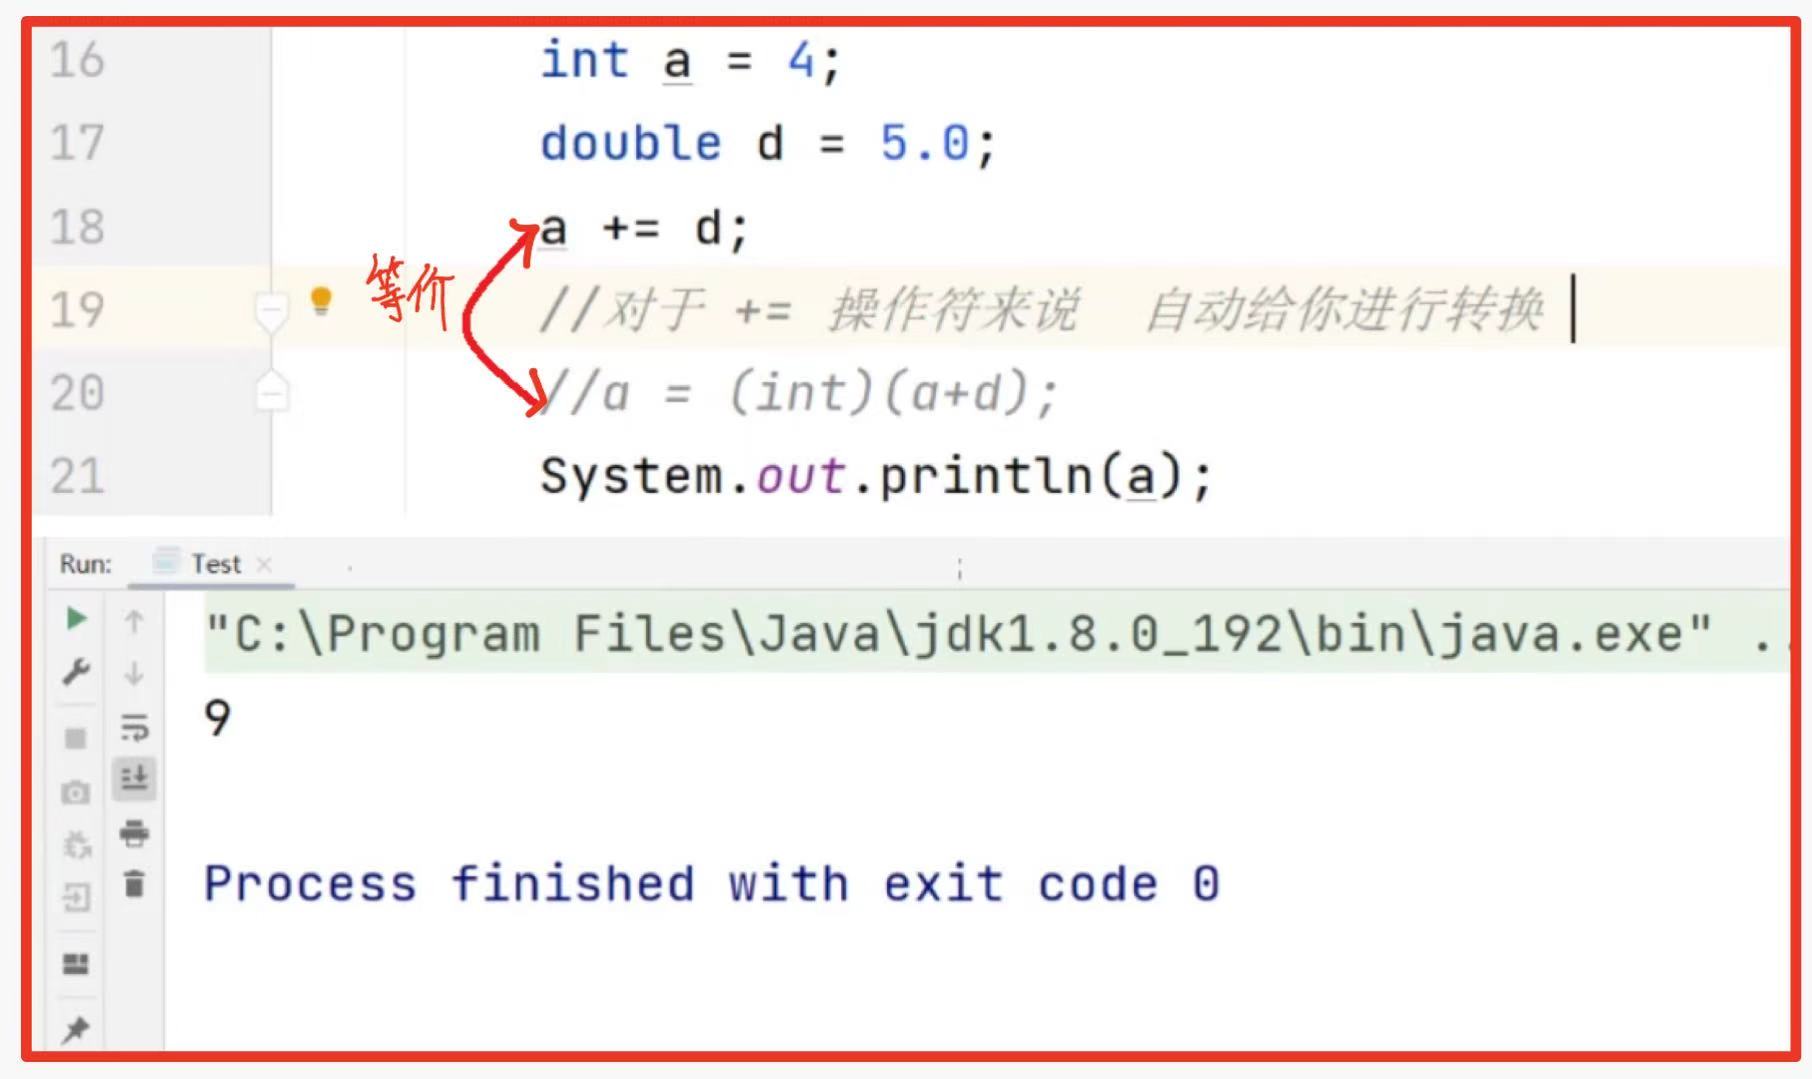 16 int a = 4;
17 double d = 5.0;
18 a += d;
等价
19 //对于 += 操作符来说 自动给你进行转换
20 //a = (int)(a+d);
21 System.out.println(a);
Run: Test
"C:\Program Files\Java\jdk1.8.0_192\bin\java.exe" ..
9
Process finished with exit code 0